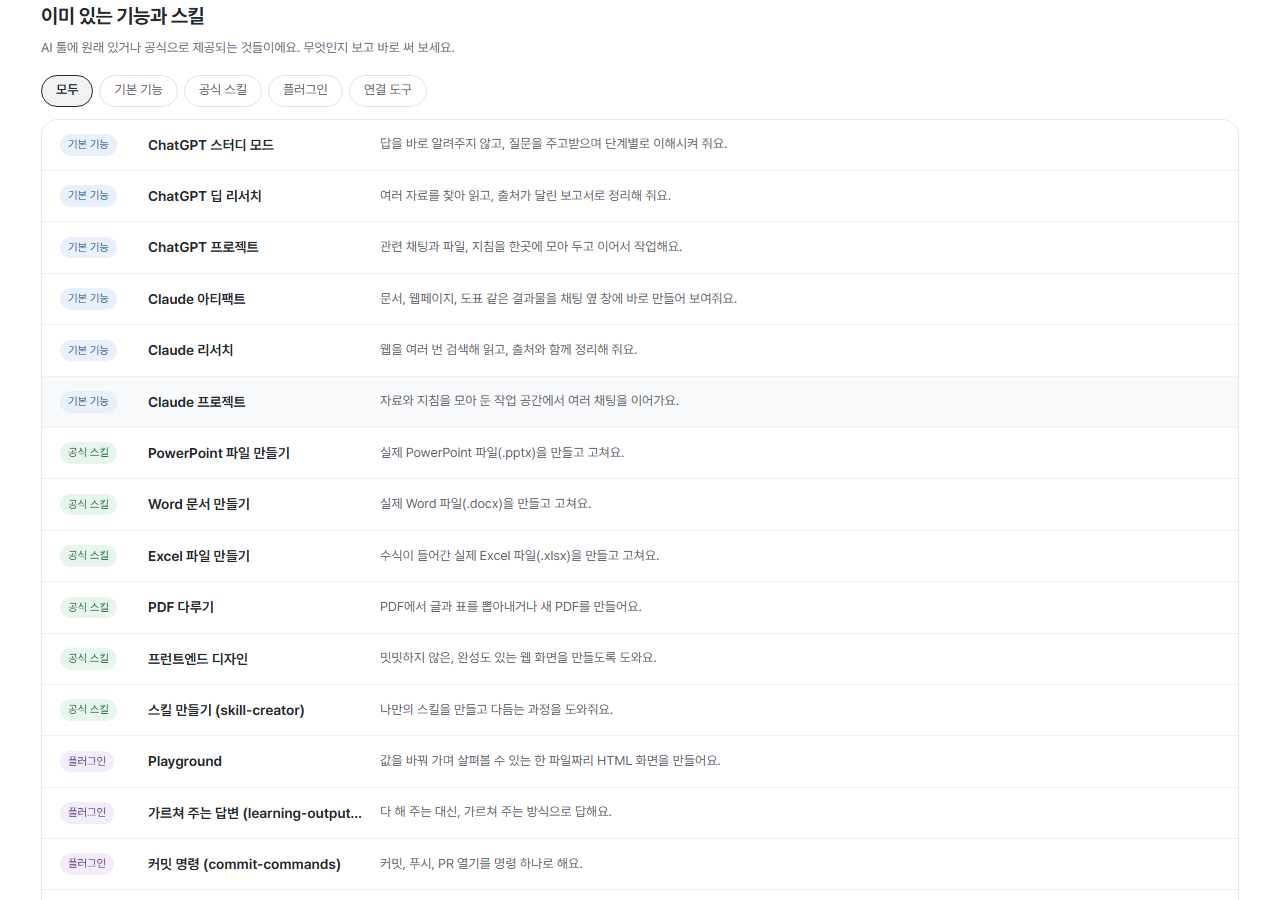 이미 있는 기능과 스킬
AI 툴에 원래 있거나 공식으로 제공되는 것들이에요. 무엇인지 보고 바로 써 보세요.
모두 기본 기능 공식 스킬 플러그인 연결 도구
기본 기능 ChatGPT 스터디 모드 답을 바로 알려주지 않고, 질문을 주고받으며 단계별로 이해시켜 줘요.
기본 기능 ChatGPT 딥 리서치 여러 자료를 찾아 읽고, 출처가 달린 보고서로 정리해 줘요.
기본 기능 ChatGPT 프로젝트 관련 채팅과 파일, 지침을 한곳에 모아 두고 이어서 작업해요.
기본 기능 Claude 아티팩트 문서, 웹페이지, 도표 같은 결과물을 채팅 옆 창에 바로 만들어 보여줘요.
기본 기능 Claude 리서치 웹을 여러 번 검색해 읽고, 출처와 함께 정리해 줘요.
기본 기능 Claude 프로젝트 자료와 지침을 모아 둔 작업 공간에서 여러 채팅을 이어가요.
공식 스킬 PowerPoint 파일 만들기 실제 PowerPoint 파일(.pptx)을 만들고 고쳐요.
공식 스킬 Word 문서 만들기 실제 Word 파일(.docx)을 만들고 고쳐요.
공식 스킬 Excel 파일 만들기 수식이 들어간 실제 Excel 파일(.xlsx)을 만들고 고쳐요.
공식 스킬 PDF 다루기 PDF에서 글과 표를 뽑아내거나 새 PDF를 만들어요.
공식 스킬 프런트엔드 디자인 밋밋하지 않은, 완성도 있는 웹 화면을 만들도록 도와요.
공식 스킬 스킬 만들기 (skill-creator) 나만의 스킬을 만들고 다듬는 과정을 도와줘요.
플러그인 Playground 값을 바꿔 가며 살펴볼 수 있는 한 파일짜리 HTML 화면을 만들어요.
플러그인 가르쳐 주는 답변 (learning-output... 다 해 주는 대신, 가르쳐 주는 방식으로 답해요.
플러그인 커밋 명령 (commit-commands) 커밋, 푸시, PR 열기를 명령 하나로 해요.